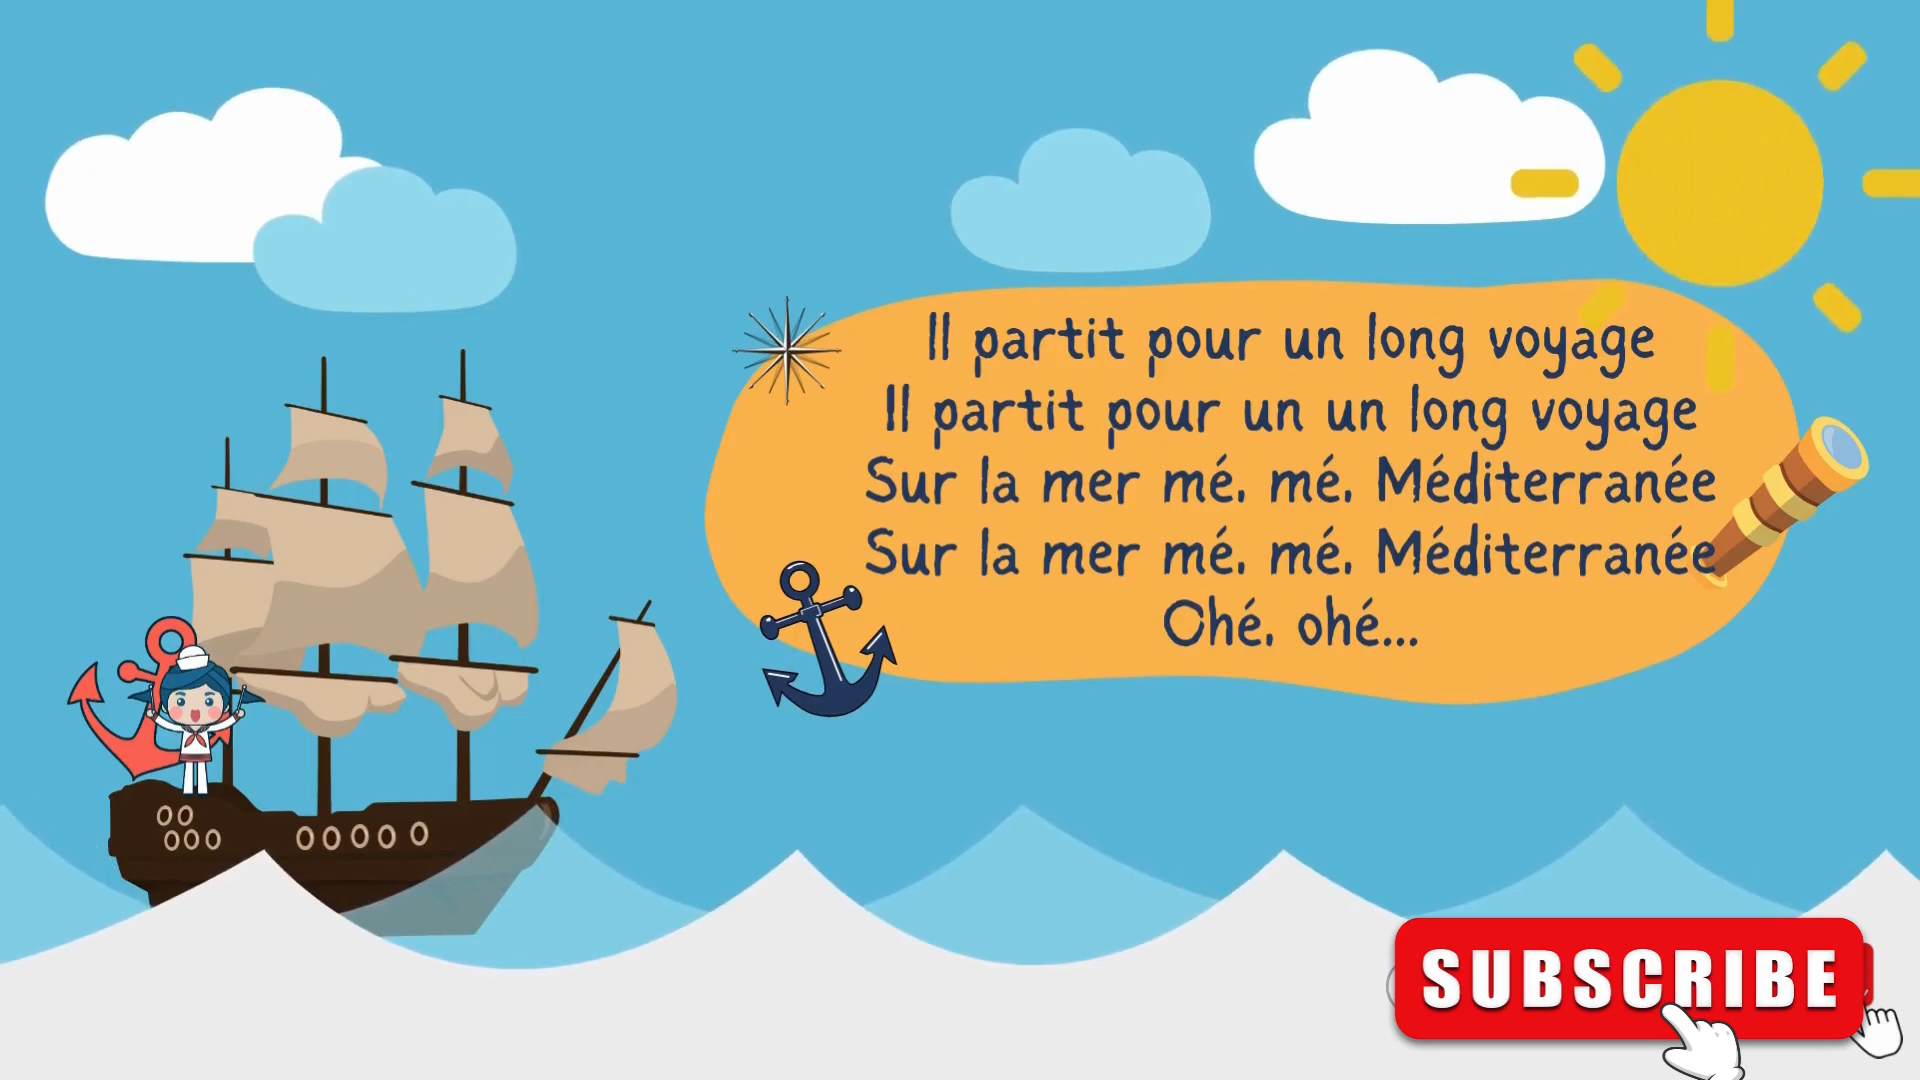 Il partit pour un long voyage
Il partit pour un un long voyage
Sur la mer mé, mé, Méditerranée
Sur la mer mé, mé, Méditerranée
Ohé, ohé...
SUBSCRIBE